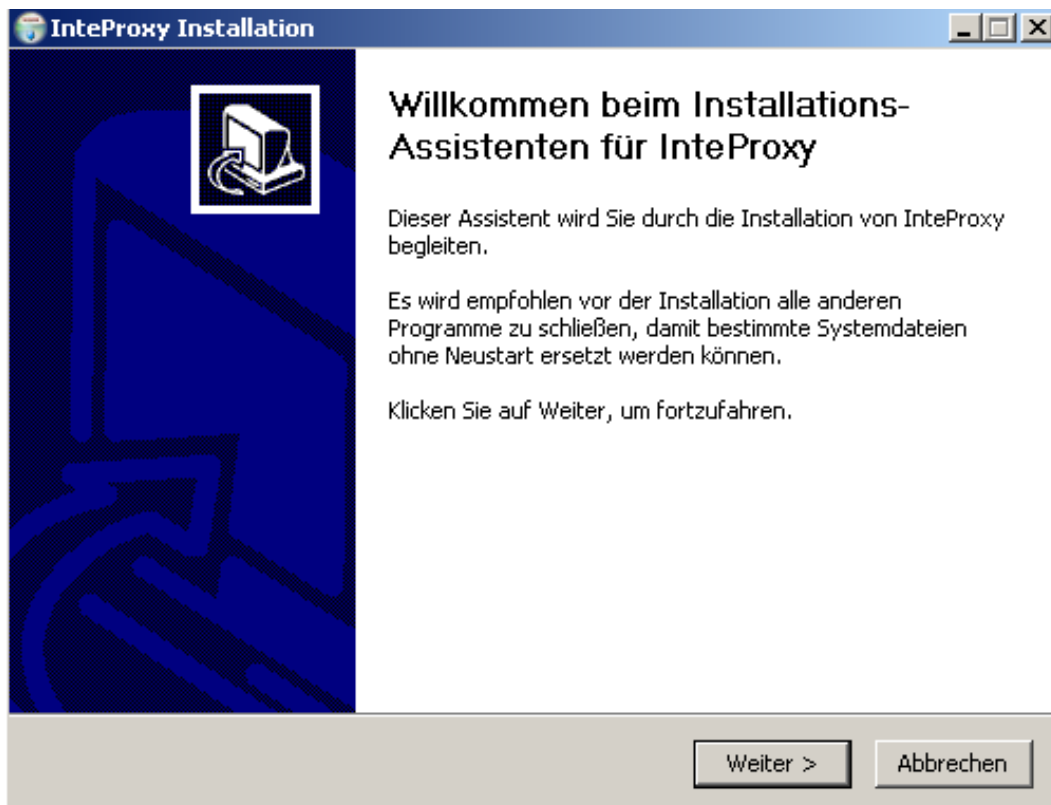 InteProxy Installation
Willkommen beim Installations-
Assistenten für InteProxy
Dieser Assistent wird Sie durch die Installation von InteProxy
begleiten.
Es wird empfohlen vor der Installation alle anderen
Programme zu schließen, damit bestimmte Systemdateien
ohne Neustart ersetzt werden können.
Klicken Sie auf Weiter, um fortzufahren.
Weiter >
Abbrechen